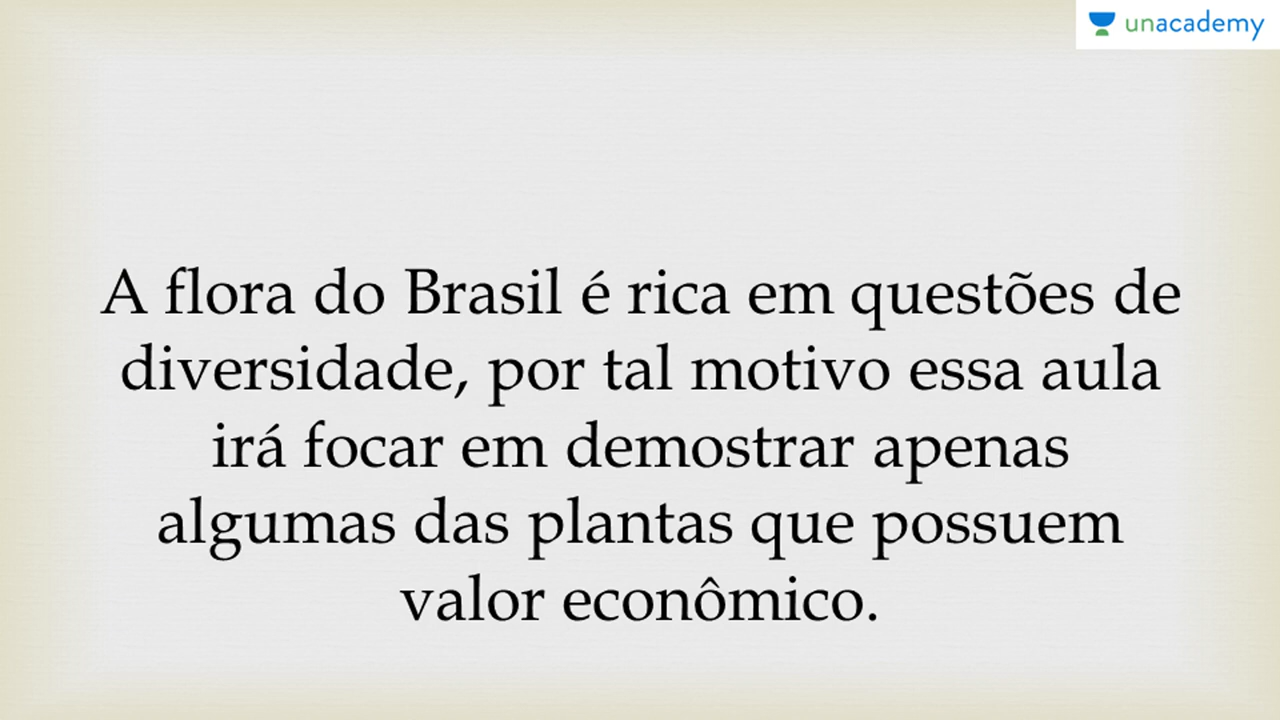 unacademy
A flora do Brasil é rica em questões de
diversidade, por tal motivo essa aula
irá focar em demostrar apenas
algumas das plantas que possuem
valor econômico.